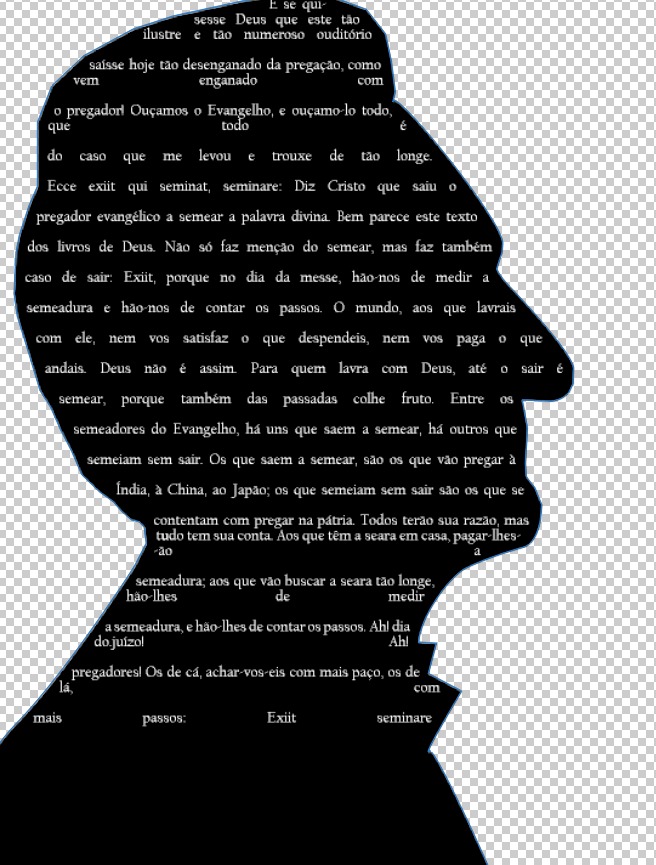 E se qui-
sesse Deus que este tão
ilustre e tão numeroso ouditório
saísse hoje tão desenganado da pregação, como
vem enganado com
o pregador! Ouçamos o Evangelho, e ouçamo-lo todo,
que todo é
do caso que me levou e trouxe de tão longe.
Ecce exiit qui seminat, seminare: Diz Cristo que saiu o
pregador evangélico a semear a palavra divina. Bem parece este texto
dos livros de Deus. Não só faz menção do semear, mas faz também
caso de sair: Exiit, porque no dia da messe, hão-nos de medir a
semeadura e hão-nos de contar os passos. O mundo, aos que lavrais
com ele, nem vos satisfaz o que despendeis, nem vos paga o que
andais. Deus não é assim. Para quem lavra com Deus, até o sair é
semear, porque também das passadas colhe fruto. Entre os
semeadores do Evangelho, há uns que saem a semear, há outros que
semeiam sem sair. Os que saem a semear, são os que vão pregar à
Índia, à China, ao Japão; os que semeiam sem sair são os que se
contentam com pregar na pátria. Todos terão sua razão, mas
tudo tem sua conta. Aos que têm a seara em casa, pagar-lhes-
-ão a
semeadura; aos que vão buscar a seara tão longe,
hão-lhes de medir
a semeadura, e hão-lhes de contar os passos. Ah! dia
do.juízo! Ah!
pregadores! Os de cá, achar-vos-eis com mais paço, os de
lá, com
mais passos: Exiit seminare